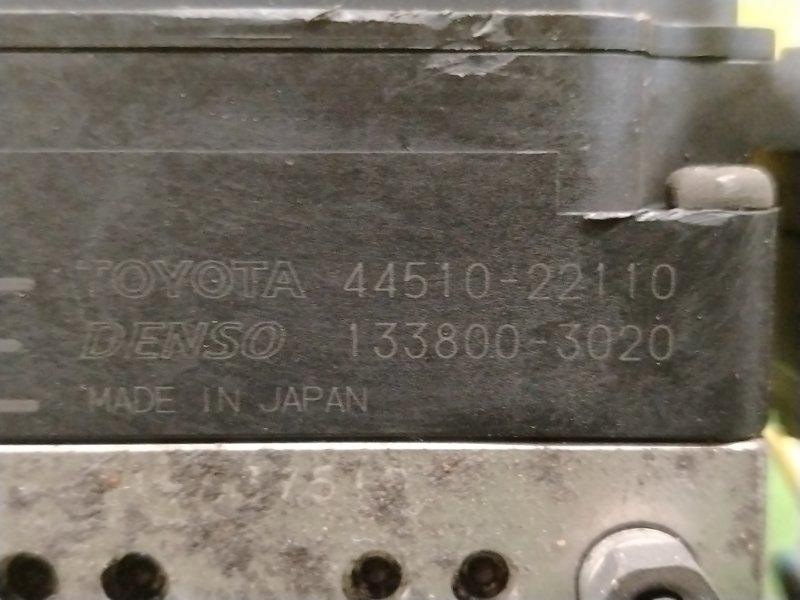 TOYOTA 44510-22110
DENSO 133800-3020
MADE IN JAPAN